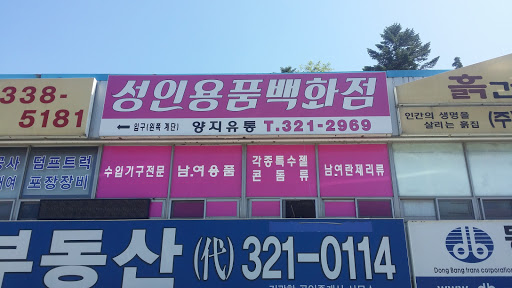 338-
5181
성인용품백화점
← 입구(왼쪽 계단) 양지유통 T.321-2969
흙
인간의 생명을
살리는 흙집
(주
덤프트럭
포장장비
수입기구전문
남.여용품
각종특수젤
콘돔류
남여란제리류
부동산 (代) 321-0114
db
Dong Bang trans corporation